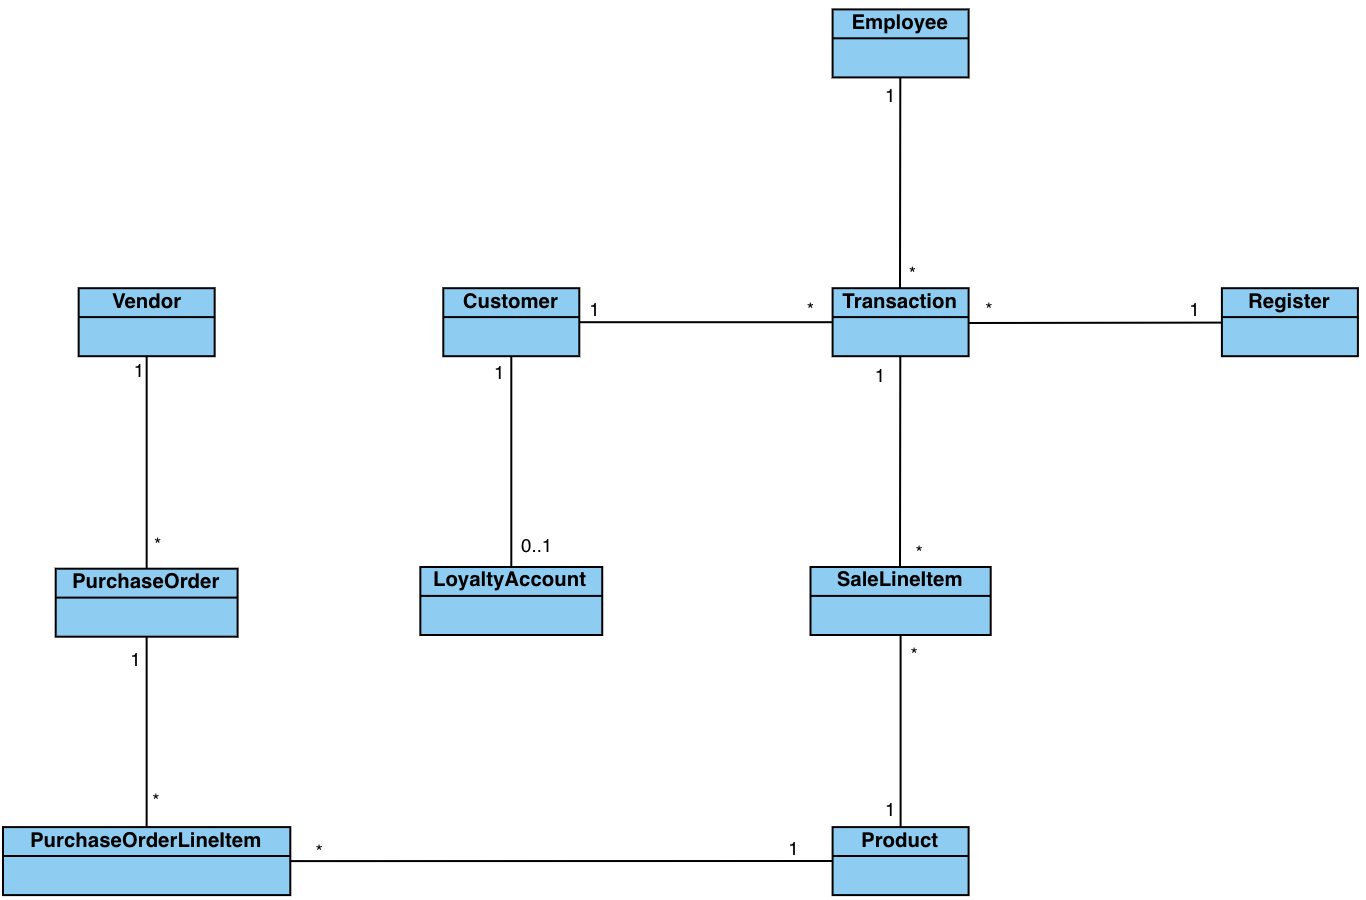 Employee
1
*
Vendor
Customer
1
*
Transaction
*
1
Register
1
1
1
*
0..1
*
PurchaseOrder
LoyaltyAccount
SaleLineItem
1
*
*
1
PurchaseOrderLineItem
*
1
Product